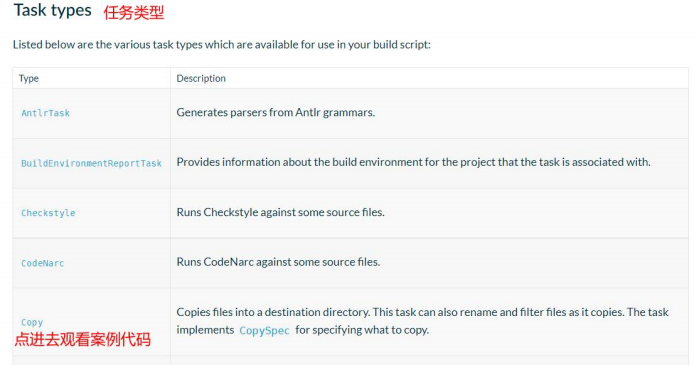 Task types 任务类型
Listed below are the various task types which are available for use in your build script:
Type Description
AntlrTask Generates parsers from Antlr grammars.
BuildEnvironmentReportTask Provides information about the build environment for the project that the task is associated with.
Checkstyle Runs Checkstyle against some source files.
CodeNarc Runs CodeNarc against some source files.
Copies files into a destination directory. This task can also rename and filter files as it copies. The task
Copy implements CopySpec for specifying what to copy.
点进去观看案例代码